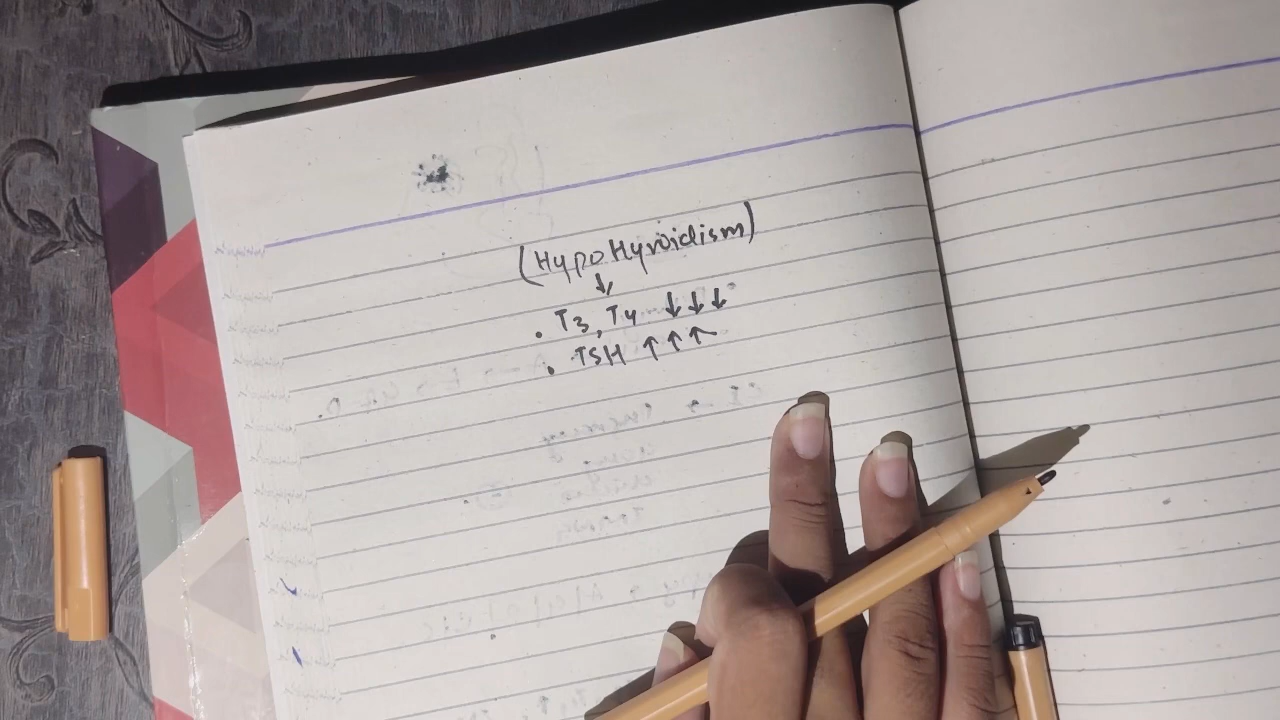 (HypoHyroidism)
↓
. T3, T4 ↓↓↓
. TSH ↑↑↑